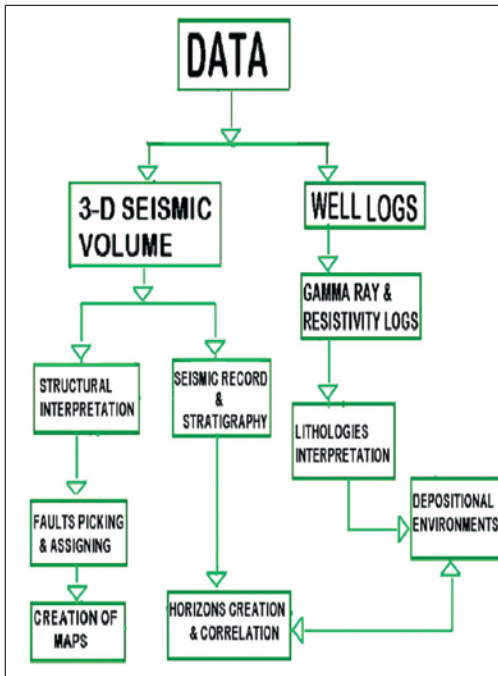 DATA
3-D SEISMIC
VOLUME
WELL LOGS
GAMMA RAY &
RESISTIVITY LOGS
STRUCTURAL
INTERPRETATION
SEISMIC RECORD
&
STRATIGRAPHY
LITHOLOGIES
INTERPRETATION
DEPOSITIONAL
ENVIRONMENTS
FAULTS PICKING
& ASSIGNING
HORIZONS CREATION
& CORRELATION
CREATION OF
MAPS